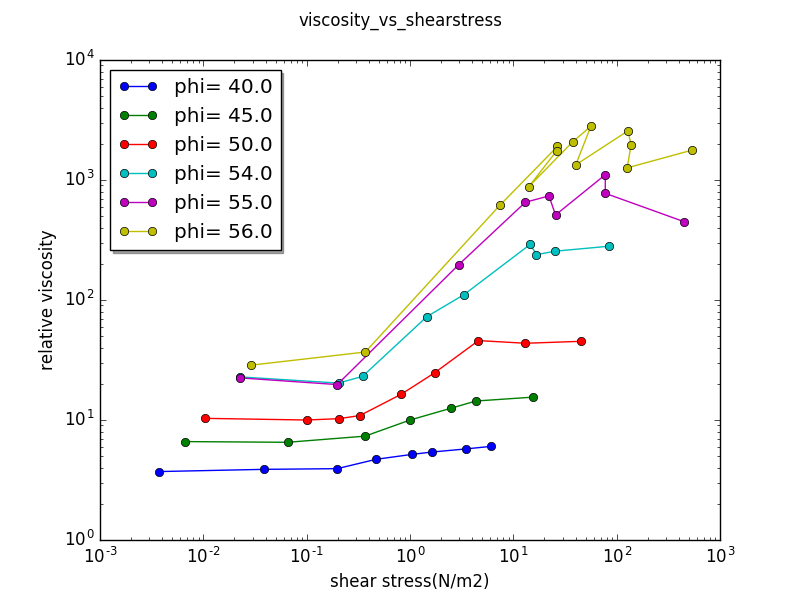 viscosity_vs_shearstress
10^4
10^3
10^2
10^1
10^0
relative viscosity
phi= 40.0
phi= 45.0
phi= 50.0
phi= 54.0
phi= 55.0
phi= 56.0
10^-3 10^-2 10^-1 10^0 10^1 10^2 10^3
shear stress(N/m2)